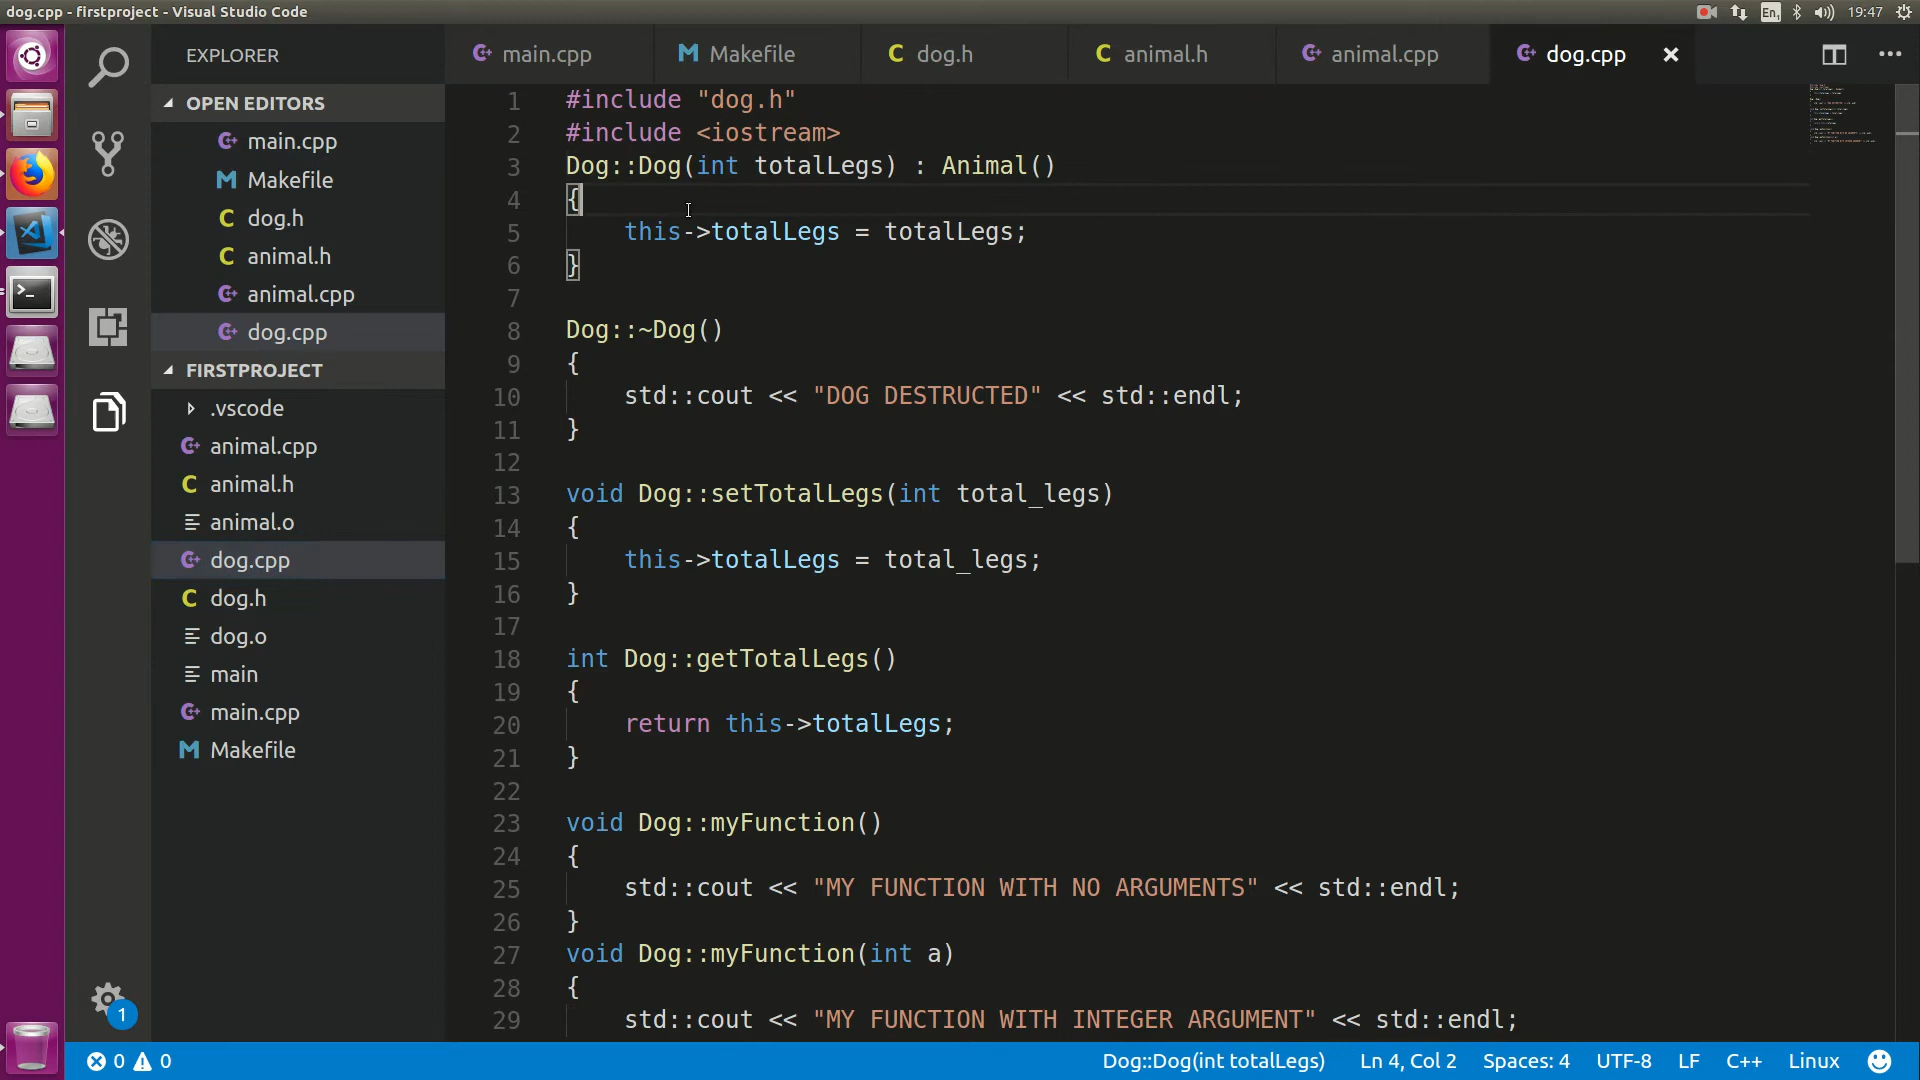 dog.cpp - firstproject - Visual Studio Code
En1
19:47
EXPLORER
OPEN EDITORS
main.cpp
Makefile
dog.h
animal.h
animal.cpp
dog.cpp
FIRSTPROJECT
.vscode
animal.cpp
animal.h
animal.o
dog.cpp
dog.h
dog.o
main
main.cpp
Makefile
1
main.cpp
Makefile
dog.h
animal.h
animal.cpp
dog.cpp
1 #include "dog.h"
2 #include <iostream>
3 Dog::Dog(int totalLegs) : Animal()
4 {
5     this->totalLegs = totalLegs;
6 }
7
8 Dog::~Dog()
9 {
10     std::cout << "DOG DESTRUCTED" << std::endl;
11 }
12
13 void Dog::setTotalLegs(int total_legs)
14 {
15     this->totalLegs = total_legs;
16 }
17
18 int Dog::getTotalLegs()
19 {
20     return this->totalLegs;
21 }
22
23 void Dog::myFunction()
24 {
25     std::cout << "MY FUNCTION WITH NO ARGUMENTS" << std::endl;
26 }
27 void Dog::myFunction(int a)
28 {
29     std::cout << "MY FUNCTION WITH INTEGER ARGUMENT" << std::endl;
0 0 Dog::Dog(int totalLegs) Ln 4, Col 2 Spaces: 4 UTF-8 LF C++ Linux